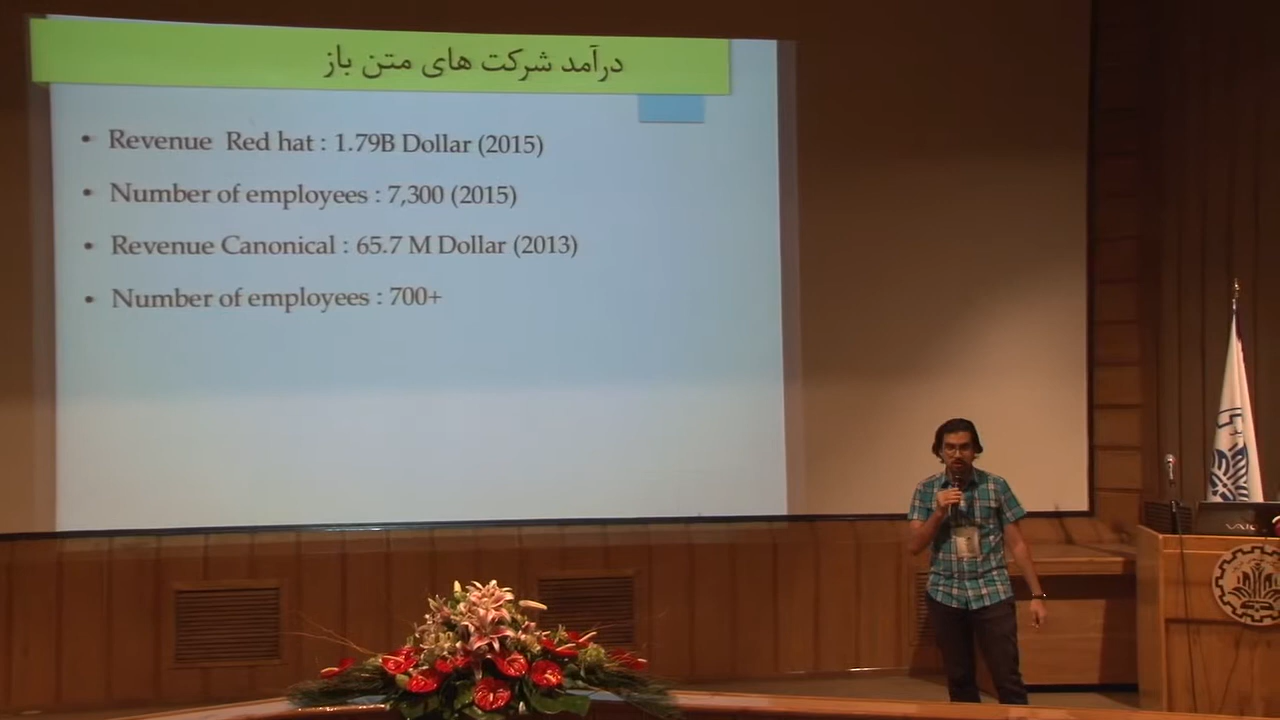 درآمد شرکت های متن باز
• Revenue Red hat : 1.79B Dollar (2015)
• Number of employees : 7,300 (2015)
• Revenue Canonical : 65.7 M Dollar (2013)
• Number of employees : 700+
VAIO